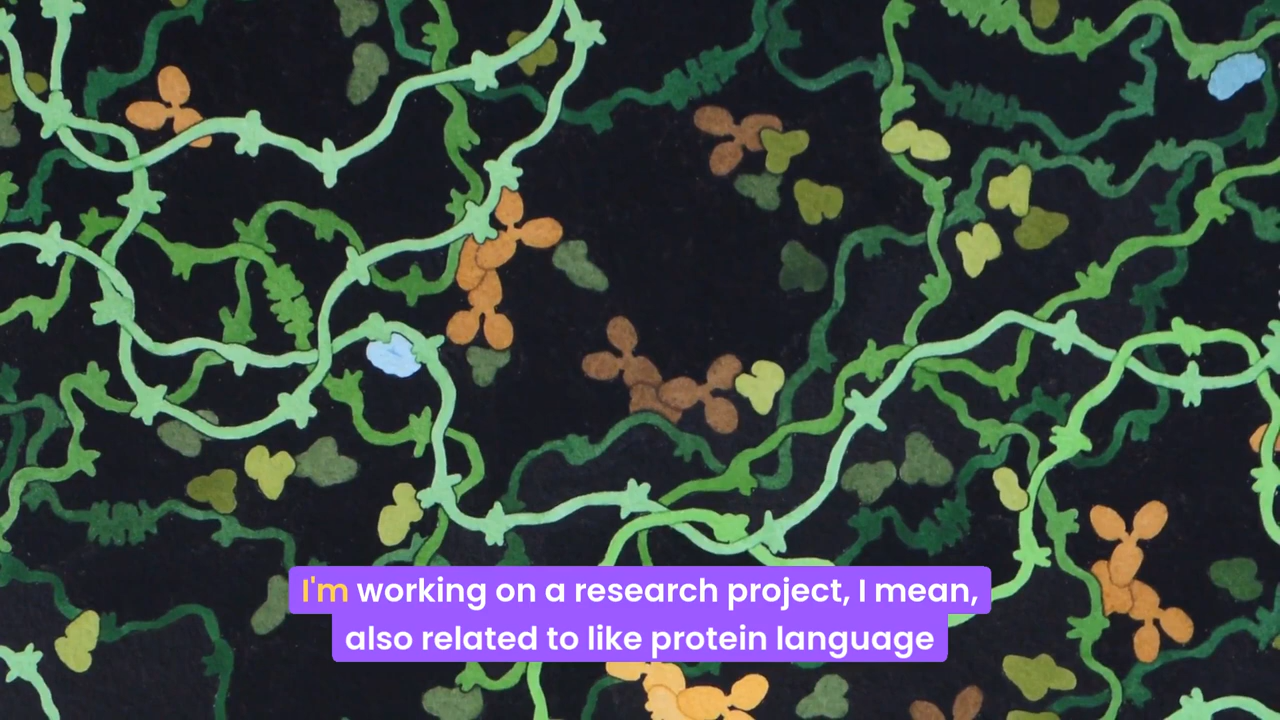 I'm working on a research project, I mean,
also related to like protein language